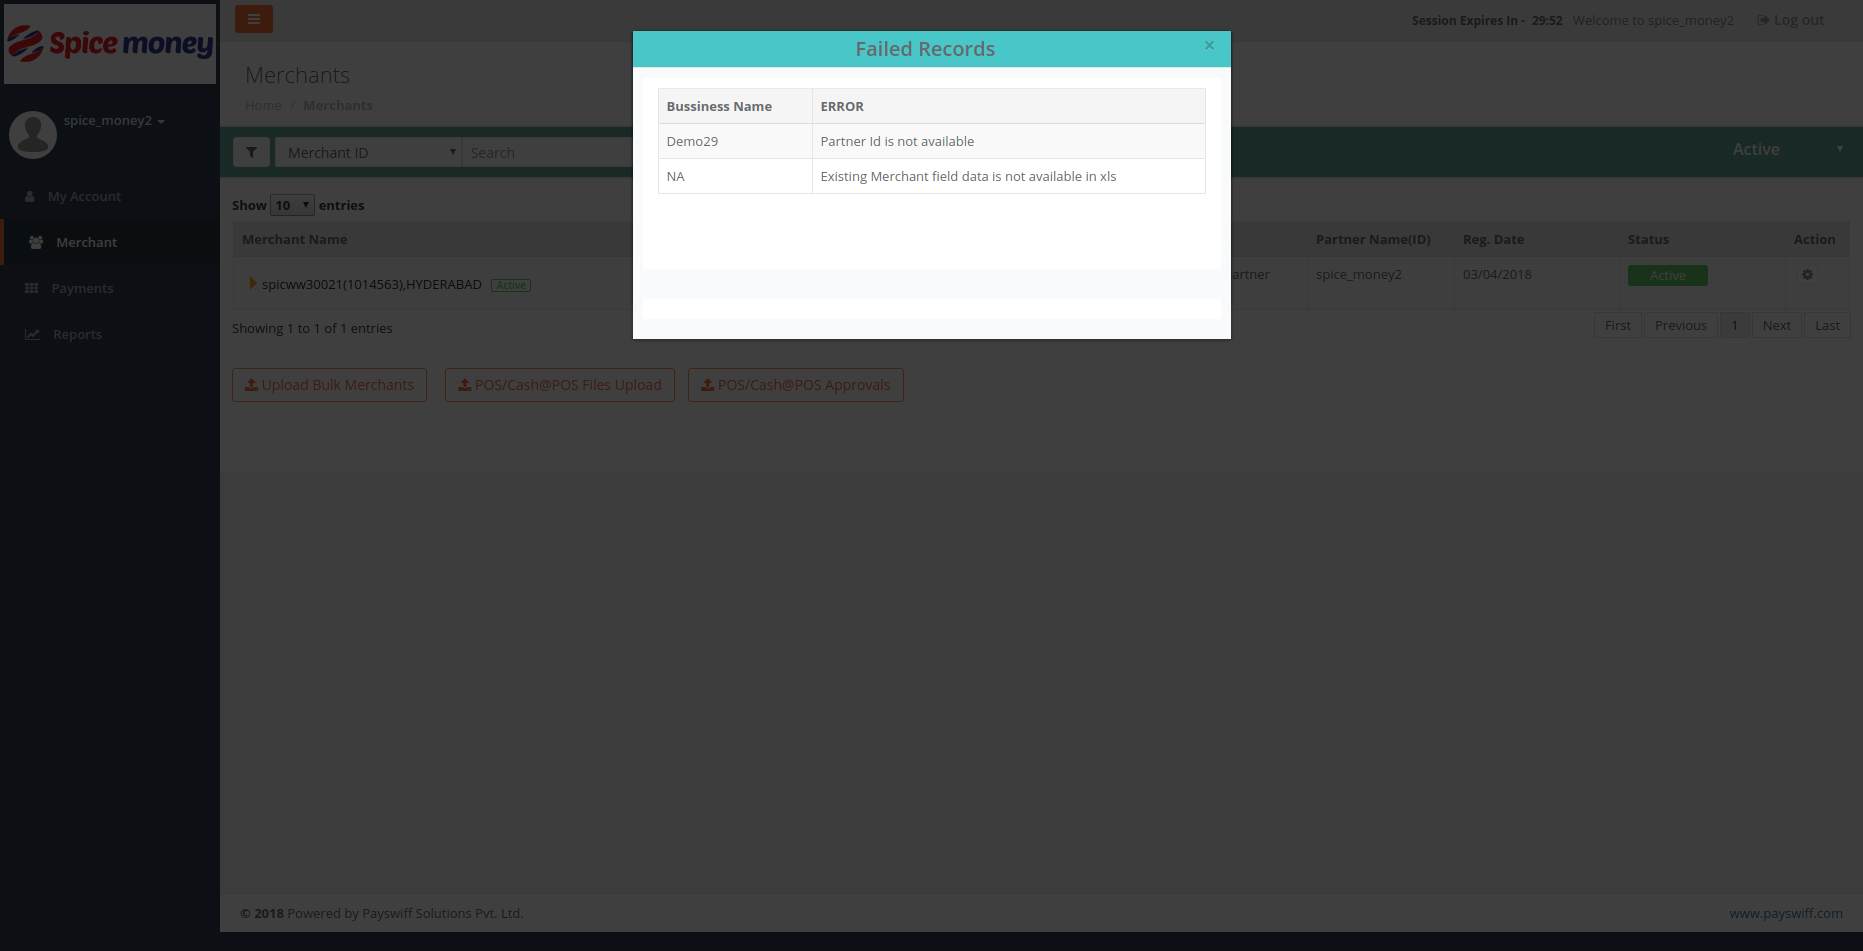 Spice money
Session Expires In - 29:52 Welcome to spice_money2 Log out
Failed Records ×
Merchants
Home / Merchants
spice_money2
Bussiness Name ERROR
Demo29 Partner Id is not available
NA Existing Merchant field data is not available in xls
Merchant ID Search Active
My Account
Merchant
Payments
Reports
Show 10 entries
Merchant Name Partner Name(ID) Reg. Date Status Action
spicww30021(1014563),HYDERABAD Active artner spice_money2 03/04/2018 Active
Showing 1 to 1 of 1 entries First Previous 1 Next Last
Upload Bulk Merchants POS/Cash@POS Files Upload POS/Cash@POS Approvals
© 2018 Powered by Payswiff Solutions Pvt. Ltd. www.payswiff.com